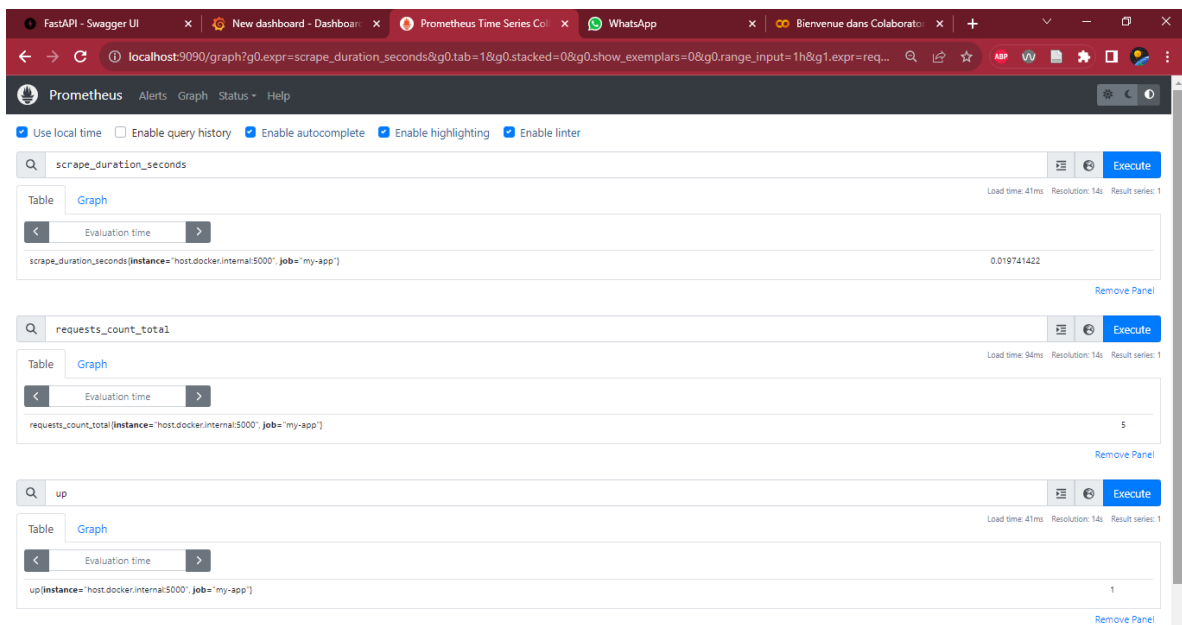 FastAPI - Swagger UI
New dashboard - Dashboard
Prometheus Time Series Coll
WhatsApp
Bienvenue dans Colaborator
localhost:9090/graph?g0.expr=scrape_duration_seconds&g0.tab=1&g0.stacked=0&g0.show_exemplars=0&g0.range_input=1h&g1.expr=req...
ABP
Prometheus Alerts Graph Status Help
Use local time Enable query history Enable autocomplete Enable highlighting Enable linter
scrape_duration_seconds Execute
Load time: 41ms Resolution: 14s Result series: 1
Table Graph
Evaluation time
scrape_duration_seconds{instance="host.docker.internal:5000", job="my-app"} 0.019741422
Remove Panel
requests_count_total Execute
Load time: 94ms Resolution: 14s Result series: 1
Table Graph
Evaluation time
requests_count_total{instance="host.docker.internal:5000", job="my-app"} 5
Remove Panel
up Execute
Load time: 41ms Resolution: 14s Result series: 1
Table Graph
Evaluation time
up{instance="host.docker.internal:5000", job="my-app"} 1
Remove Panel